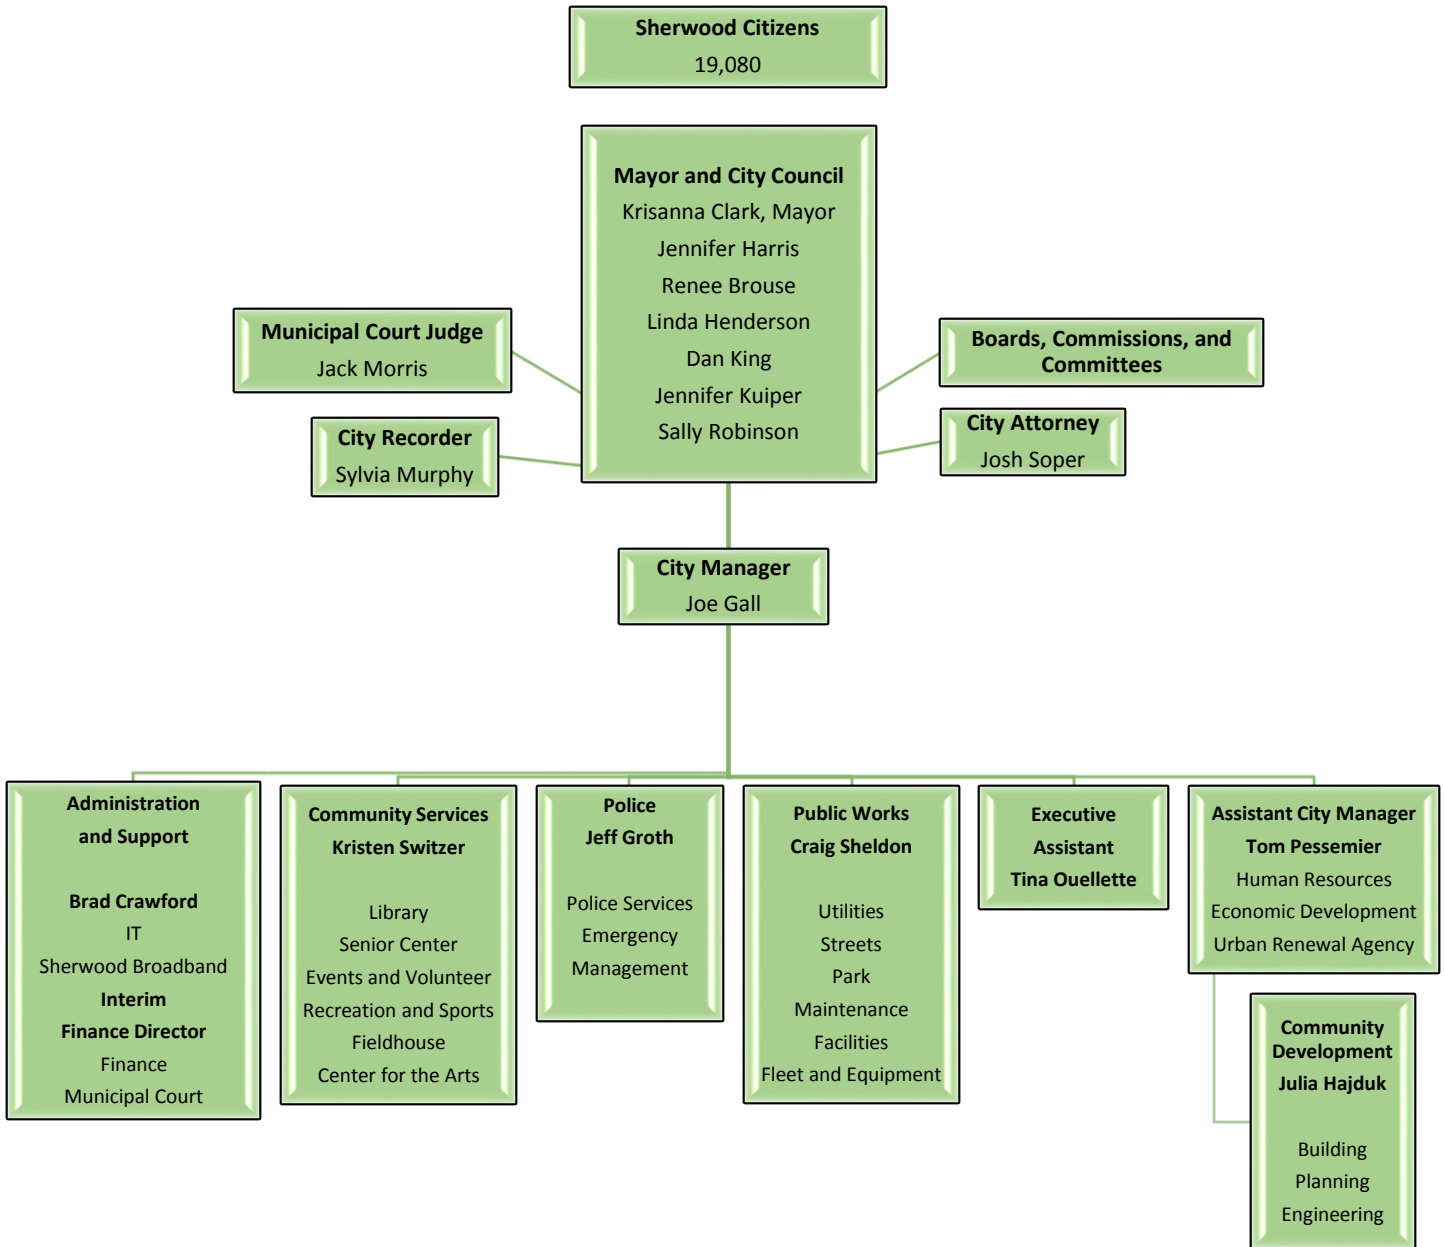 Sherwood Citizens
19,080
Mayor and City Council
Krisanna Clark, Mayor
Jennifer Harris
Renee Brouse
Linda Henderson
Dan King
Jennifer Kuiper
Sally Robinson
Municipal Court Judge
Jack Morris
Boards, Commissions, and
Committees
City Recorder
Sylvia Murphy
City Attorney
Josh Soper
City Manager
Joe Gall
Administration
and Support
Brad Crawford
IT
Sherwood Broadband
Interim
Finance Director
Finance
Municipal Court
Community Services
Kristen Switzer
Library
Senior Center
Events and Volunteer
Recreation and Sports
Fieldhouse
Center for the Arts
Police
Jeff Groth
Police Services
Emergency
Management
Public Works
Craig Sheldon
Utilities
Streets
Park
Maintenance
Facilities
Fleet and Equipment
Executive
Assistant
Tina Ouellette
Assistant City Manager
Tom Pessemier
Human Resources
Economic Development
Urban Renewal Agency
Community
Development
Julia Hajduk
Building
Planning
Engineering